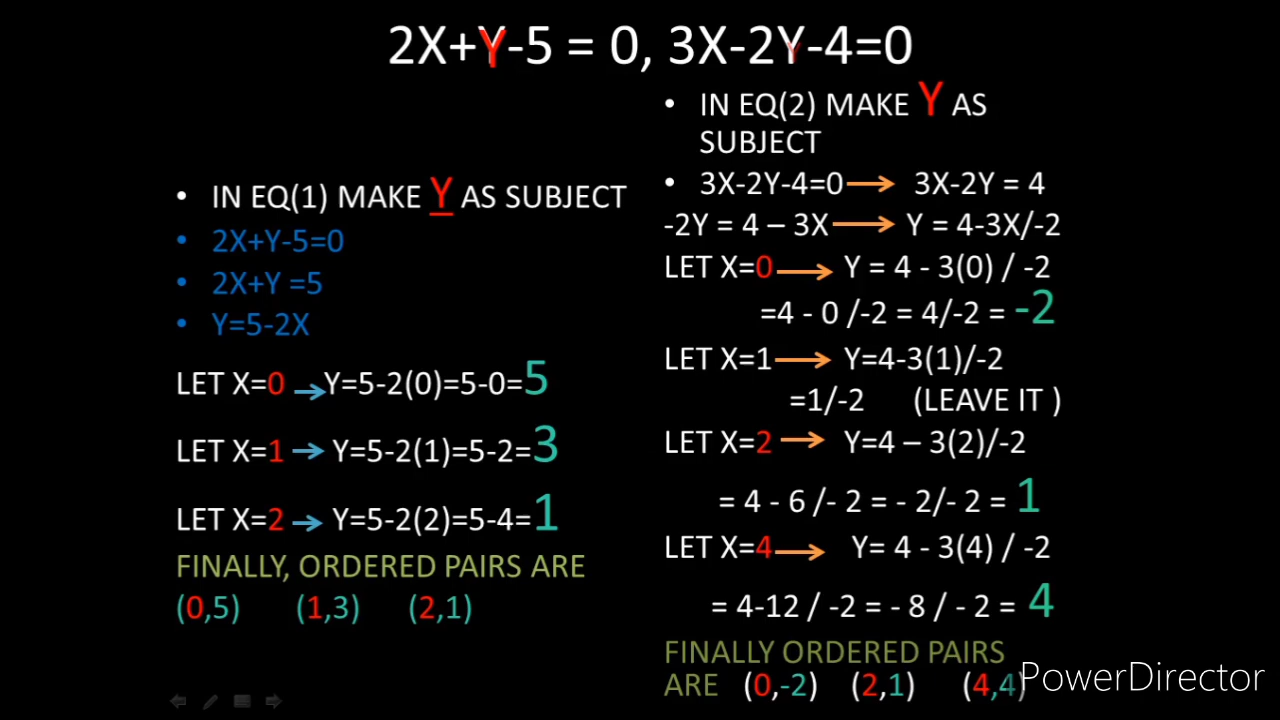 2X+Y-5 = 0, 3X-2Y-4=0
• IN EQ(1) MAKE Y AS SUBJECT
• 2X+Y-5=0
• 2X+Y =5
• Y=5-2X
LET X=0 → Y=5-2(0)=5-0=5
LET X=1 → Y=5-2(1)=5-2=3
LET X=2 → Y=5-2(2)=5-4=1
FINALLY, ORDERED PAIRS ARE
(0,5) (1,3) (2,1)
• IN EQ(2) MAKE Y AS
SUBJECT
• 3X-2Y-4=0 → 3X-2Y = 4
-2Y = 4 – 3X → Y = 4-3X/-2
LET X=0 → Y = 4 - 3(0) / -2
=4 - 0 /-2 = 4/-2 = -2
LET X=1 → Y=4-3(1)/-2
=1/-2 (LEAVE IT )
LET X=2 → Y=4 – 3(2)/-2
= 4 - 6 /- 2 = - 2/- 2 = 1
LET X=4 → Y= 4 - 3(4) / -2
= 4-12 / -2 = - 8 / - 2 = 4
FINALLY ORDERED PAIRS
ARE (0,-2) (2,1) (4,4)
PowerDirector